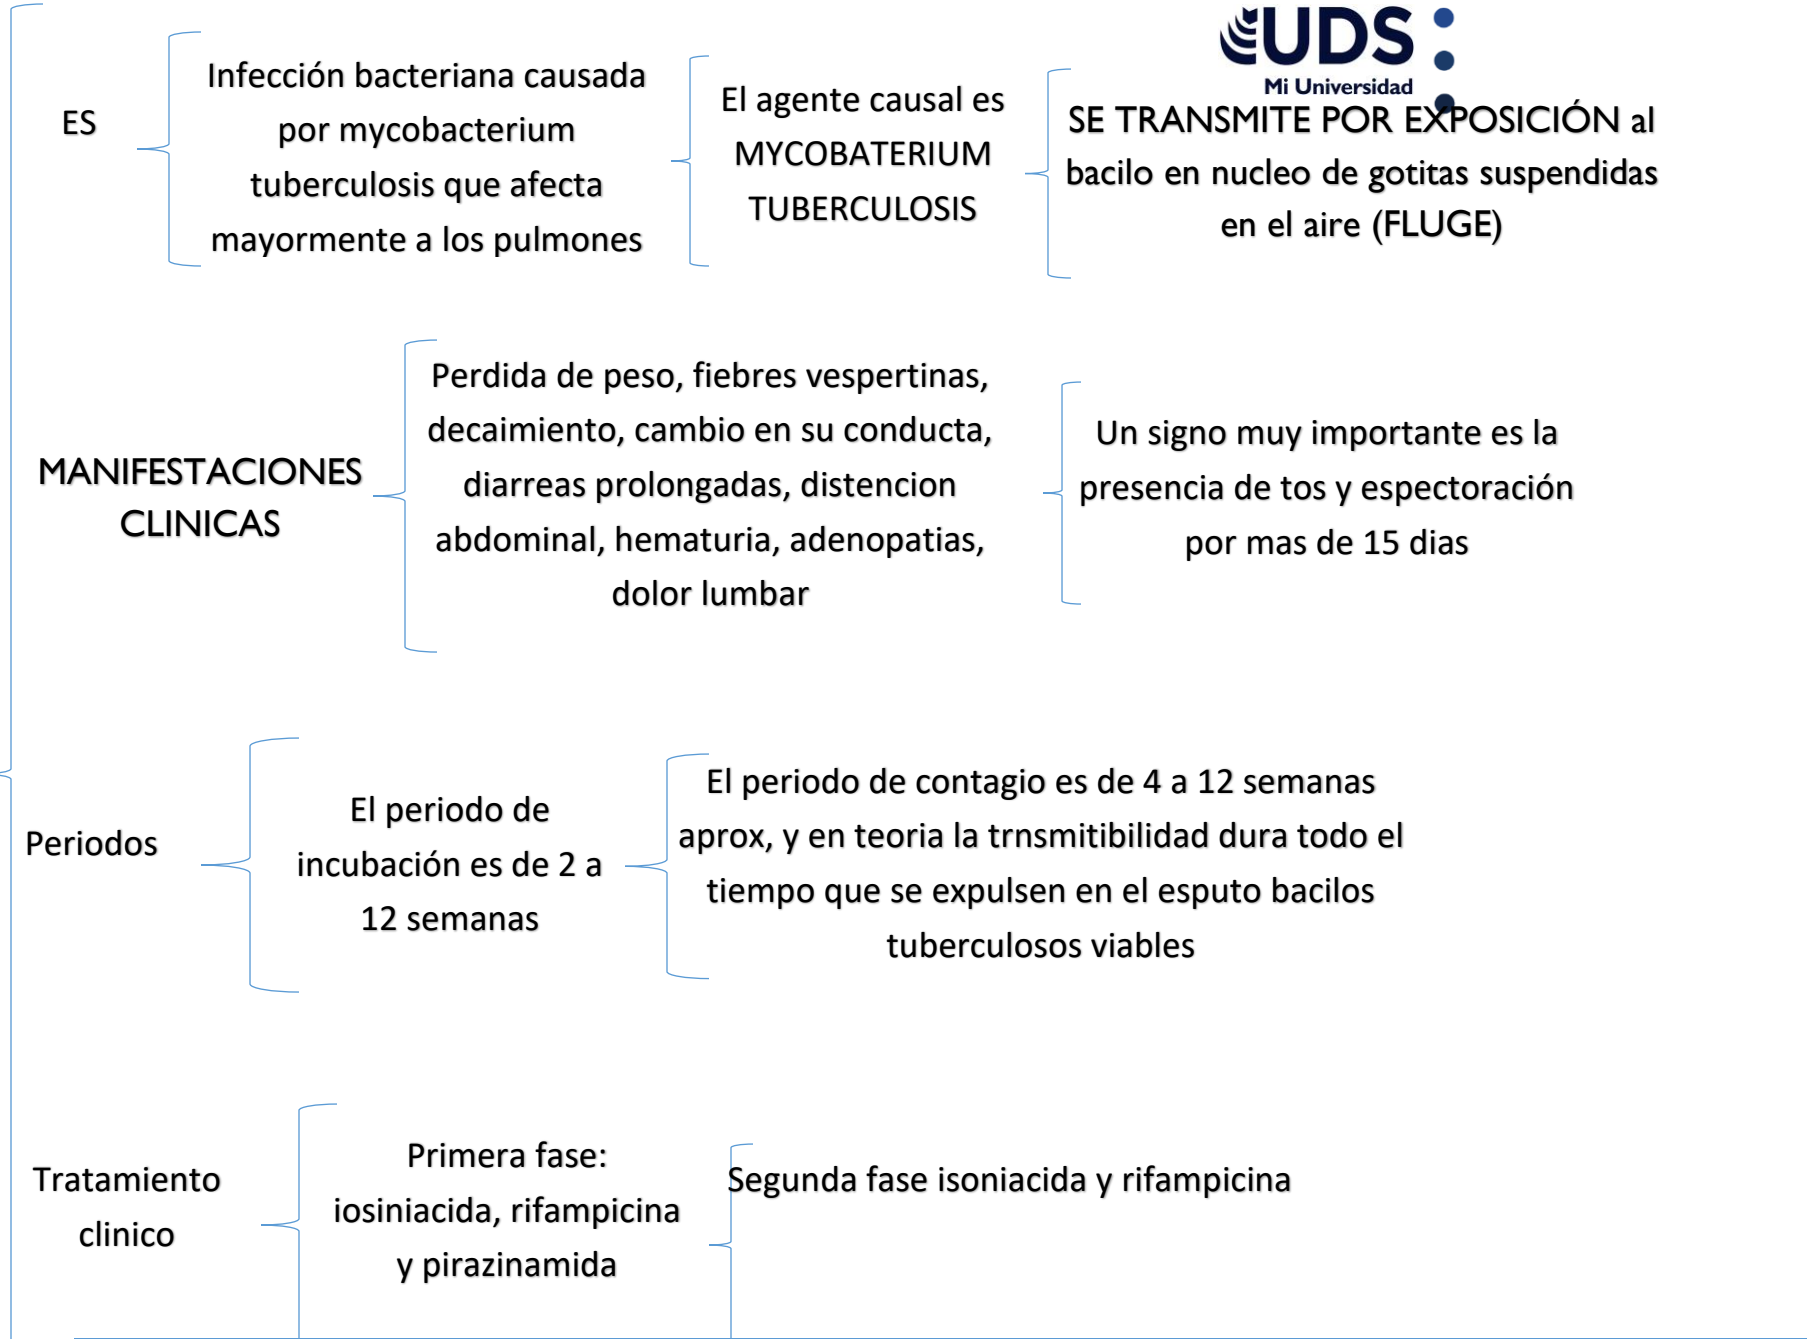 UDS
Mi Universidad
ES
Infección bacteriana causada
por mycobacterium
tuberculosis que afecta
mayormente a los pulmones
El agente causal es
MYCOBATERIUM
TUBERCULOSIS
SE TRANSMITE POR EXPOSICIÓN al
bacilo en nucleo de gotitas suspendidas
en el aire (FLUGE)
MANIFESTACIONES
CLINICAS
Perdida de peso, fiebres vespertinas,
decaimiento, cambio en su conducta,
diarreas prolongadas, distencion
abdominal, hematuria, adenopatias,
dolor lumbar
Un signo muy importante es la
presencia de tos y espectoración
por mas de 15 dias
Periodos
El periodo de
incubación es de 2 a
12 semanas
El periodo de contagio es de 4 a 12 semanas
aprox, y en teoria la trnsmitibilidad dura todo el
tiempo que se expulsen en el esputo bacilos
tuberculosos viables
Tratamiento
clinico
Primera fase:
iosiniacida, rifampicina
y pirazinamida
Segunda fase isoniacida y rifampicina